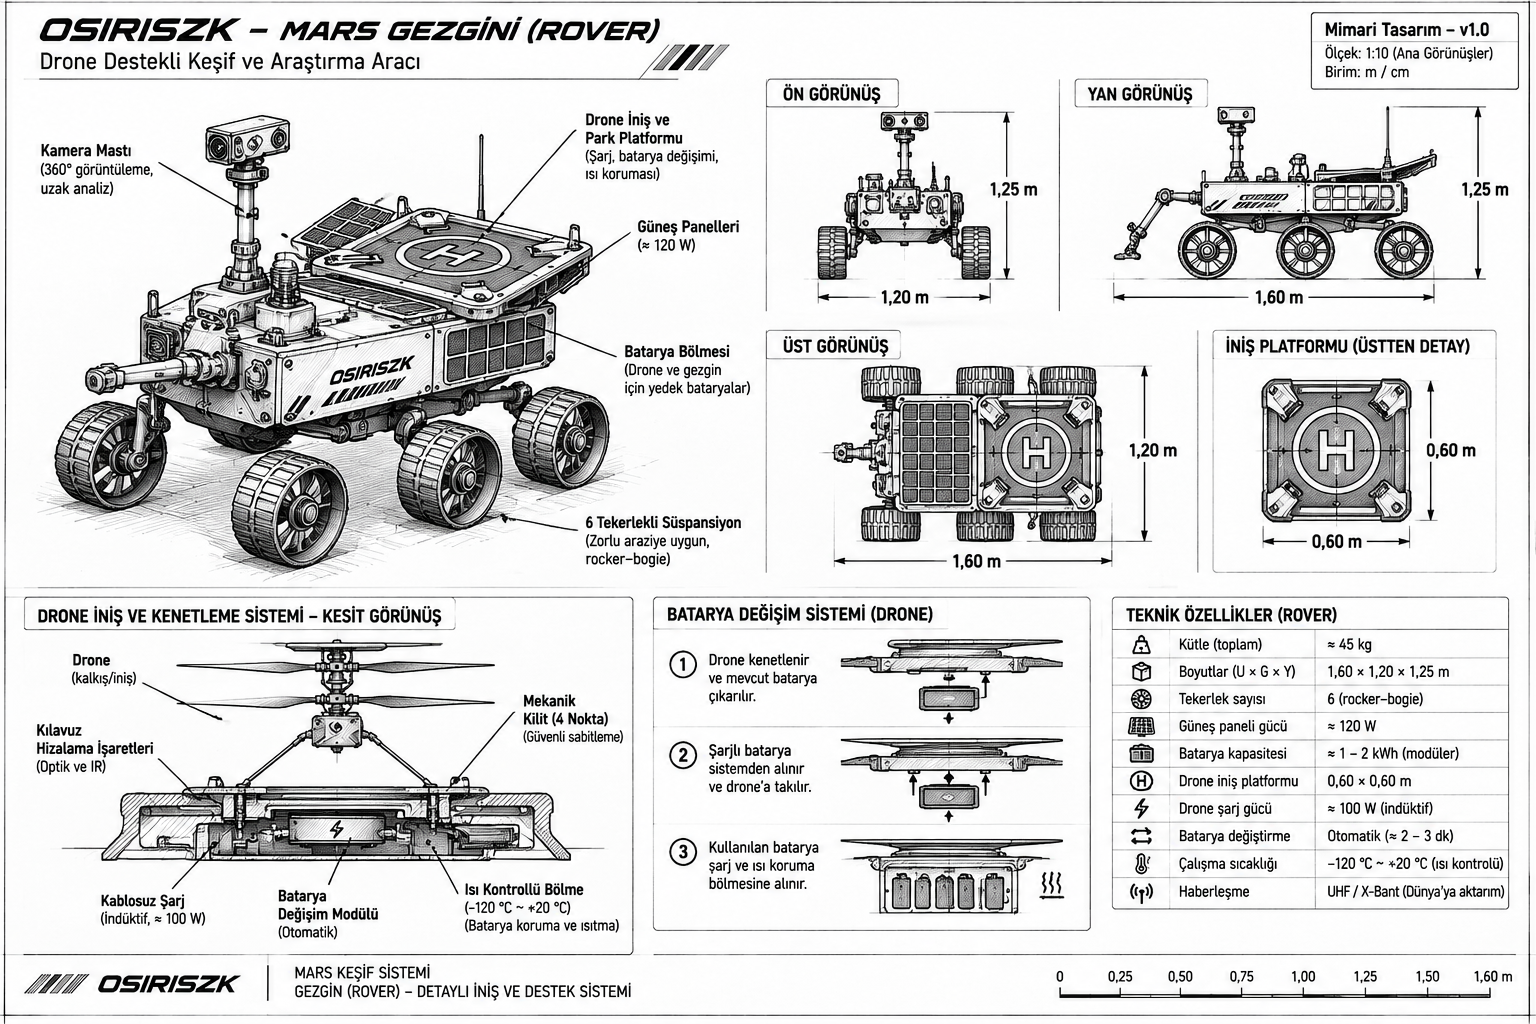 OSIRISZK – MARS GEZGİNİ (ROVER)
Drone Destekli Keşif ve Araştırma Aracı
Mimari Tasarım – v1.0
Ölçek: 1:10 (Ana Görünüşler)
Birim: m / cm
Kamera Mastı
(360° görüntüleme,
uzak analiz)
Drone İniş ve
Park Platformu
(Şarj, batarya değişimi,
ısı koruması)
Güneş Panelleri
(≈ 120 W)
Batarya Bölmesi
(Drone ve gezgin
için yedek bataryalar)
6 Tekerlekli Süspansiyon
(Zorlu araziye uygun,
rocker–bogie)
H
OSIRISZK
ÖN GÖRÜNÜŞ
1,25 m
1,20 m
YAN GÖRÜNÜŞ
1,25 m
1,60 m
ÜST GÖRÜNÜŞ
H
1,20 m
1,60 m
İNİŞ PLATFORMU (ÜSTTEN DETAY)
H
0,60 m
0,60 m
DRONE İNİŞ VE KENETLEME SİSTEMİ – KESİT GÖRÜNÜŞ
Drone
(kalkış/iniş)
Kılavuz
Hizalama İşaretleri
(Optik ve IR)
Mekanik
Kilit (4 Nokta)
(Güvenli sabitleme)
Kablosuz Şarj
(İndüktif, ≈ 100 W)
Batarya
Değişim Modülü
(Otomatik)
Isı Kontrollü Bölme
(–120 °C ~ +20 °C)
(Batarya koruma ve ısıtma)
BATARYA DEĞİŞİM SİSTEMİ (DRONE)
1 Drone kenetlenir
ve mevcut batarya
çıkarılır.
2 Şarjlı batarya
sistemden alınır
ve drone'a takılır.
3 Kullanılan batarya
şarj ve ısı koruma
bölmesine alınır.
TEKNİK ÖZELLİKLER (ROVER)
Kütle (toplam) ≈ 45 kg
Boyutlar (U × G × Y) 1,60 × 1,20 × 1,25 m
Tekerlek sayısı 6 (rocker–bogie)
Güneş paneli gücü ≈ 120 W
Batarya kapasitesi ≈ 1 – 2 kWh (modüler)
H Drone iniş platformu 0,60 × 0,60 m
Drone şarj gücü ≈ 100 W (indüktif)
Batarya değiştirme Otomatik (≈ 2 – 3 dk)
Çalışma sıcaklığı –120 °C ~ +20 °C (ısı kontrolü)
Haberleşme UHF / X-Bant (Dünya'ya aktarım)
OSIRISZK
MARS KEŞİF SİSTEMİ
GEZGİN (ROVER) – DETAYLI İNİŞ VE DESTEK SİSTEMİ
0 0,25 0,50 0,75 1,00 1,25 1,50 1,60 m